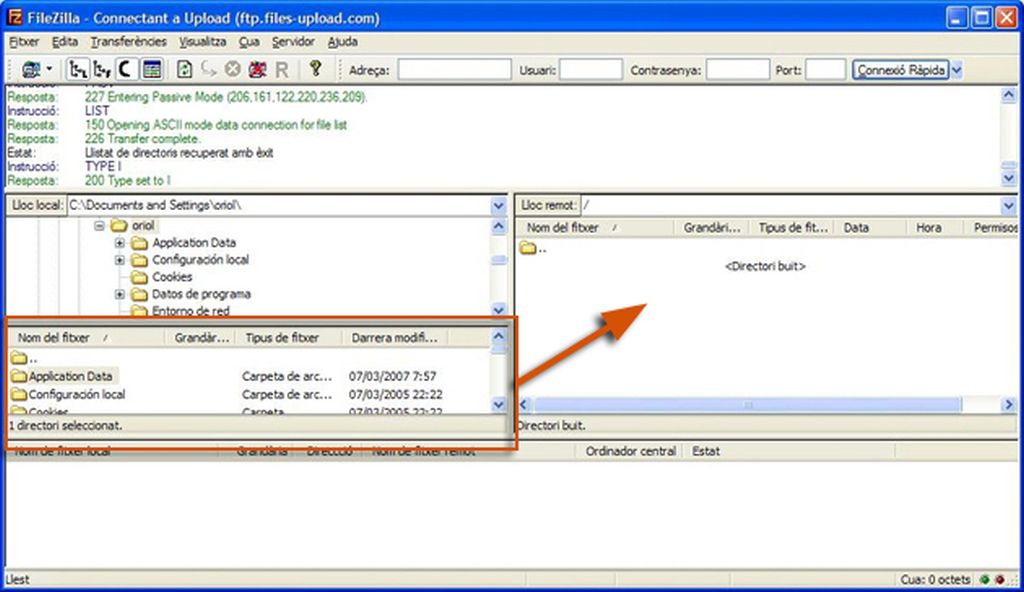 FileZilla - Connectant a Upload (ftp.files-upload.com)
Fitxer Edita Transferències Visualitza Cua Servidor Ajuda
Adreça: Usuari: Contrasenya: Port: Connexió Ràpida
Resposta: 227 Entering Passive Mode (206,161,122,220,236,209).
Instrucció: LIST
Resposta: 150 Opening ASCII mode data connection for file list
Resposta: 226 Transfer complete.
Estat: Llistat de directoris recuperat amb èxit
Instrucció: TYPE I
Resposta: 200 Type set to I
Lloc local: C:\Documents and Settings\oriol\
oriol
Application Data
Configuración local
Cookies
Datos de programa
Entorno de red
Nom del fitxer / Grandàr... Tipus de fitxer Darrera modifi...
..
Application Data Carpeta de arc... 07/03/2007 7:57
Configuración local Carpeta de arc... 07/03/2005 22:22
Cookies Carpeta 07/03/2005 22:22
1 directori seleccionat.
Lloc remot: /
Nom del fitxer / Grandàri... Tipus de fit... Data Hora Permisos
..
<Directori buit>
Directori buit.
Nom de fitxer local Grandària Direcció Nom de fitxer remot Ordinador central Estat
Llest Cua: 0 octets